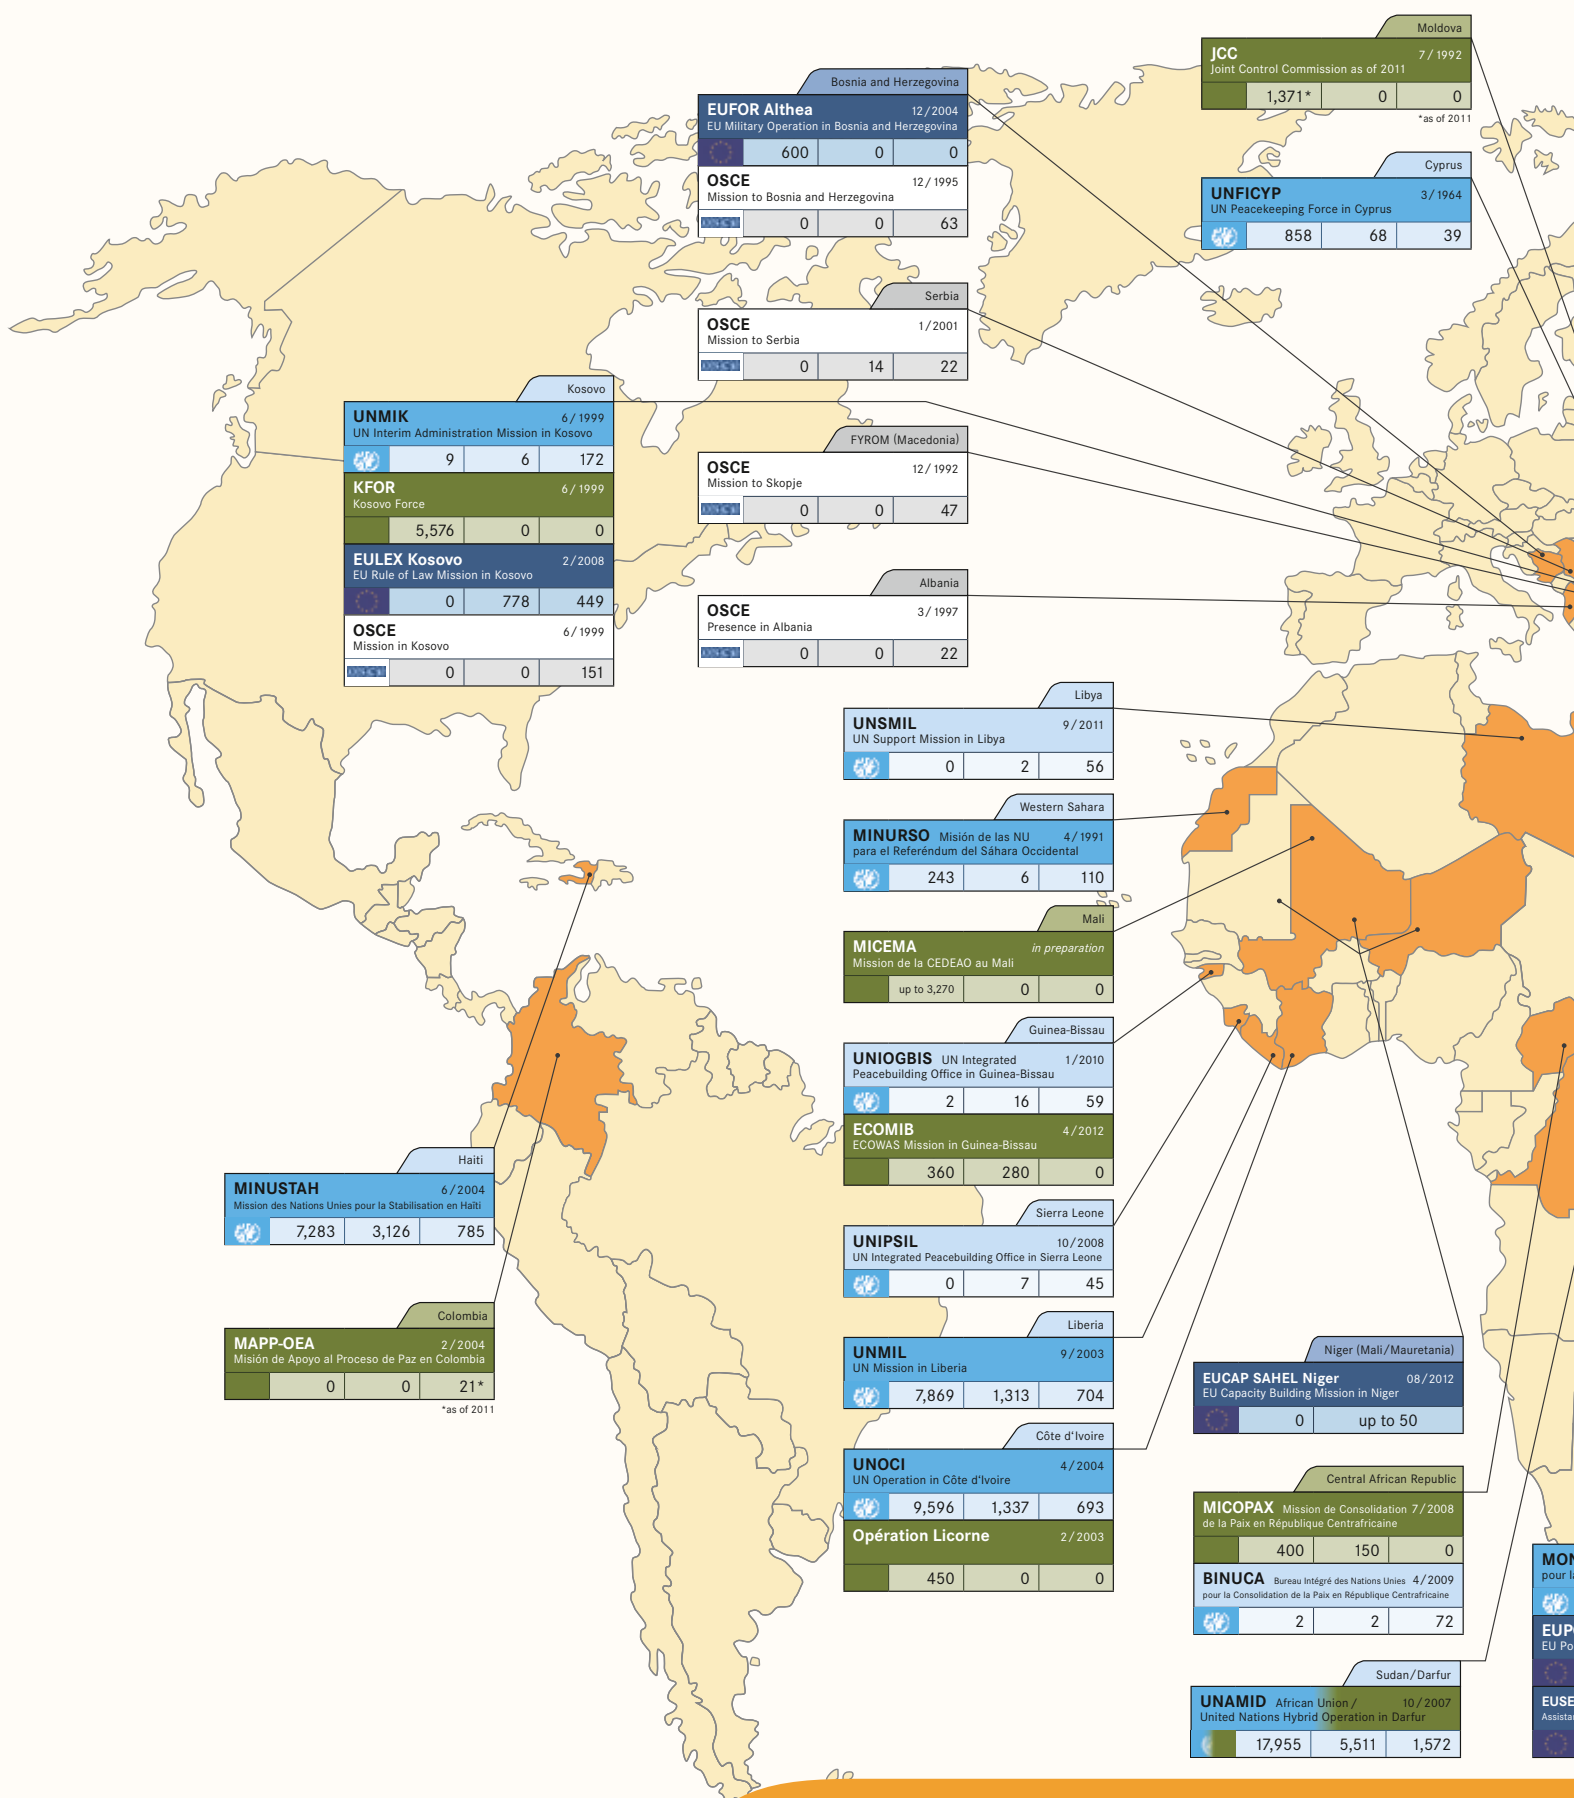 Moldova
JCC 7/1992
Joint Control Commission as of 2011
1,371* 0 0
*as of 2011
Bosnia and Herzegovina
EUFOR Althea 12/2004
EU Military Operation in Bosnia and Herzegovina
600 0 0
OSCE 12/1995
Mission to Bosnia and Herzegovina
0 0 63
Cyprus
UNFICYP 3/1964
UN Peacekeeping Force in Cyprus
858 68 39
Serbia
OSCE 1/2001
Mission to Serbia
0 14 22
Kosovo
UNMIK 6/1999
UN Interim Administration Mission in Kosovo
9 6 172
KFOR 6/1999
Kosovo Force
5,576 0 0
EULEX Kosovo 2/2008
EU Rule of Law Mission in Kosovo
0 778 449
OSCE 6/1999
Mission in Kosovo
0 0 151
FYROM (Macedonia)
OSCE 12/1992
Mission to Skopje
0 0 47
Albania
OSCE 3/1997
Presence in Albania
0 0 22
Libya
UNSMIL 9/2011
UN Support Mission in Libya
0 2 56
Western Sahara
MINURSO Misión de las NU 4/1991
para el Referéndum del Sáhara Occidental
243 6 110
Mali
MICEMA in preparation
Mission de la CEDEAO au Mali
up to 3,270 0 0
Guinea-Bissau
UNIOGBIS UN Integrated 1/2010
Peacebuilding Office in Guinea-Bissau
2 16 59
ECOMIB 4/2012
ECOWAS Mission in Guinea-Bissau
360 280 0
Haiti
MINUSTAH 6/2004
Mission des Nations Unies pour la Stabilisation en Haïti
7,283 3,126 785
Sierra Leone
UNIPSIL 10/2008
UN Integrated Peacebuilding Office in Sierra Leone
0 7 45
Colombia
MAPP-OEA 2/2004
Misión de Apoyo al Proceso de Paz en Colombia
0 0 21*
*as of 2011
Liberia
UNMIL 9/2003
UN Mission in Liberia
7,869 1,313 704
Niger (Mali/Mauretania)
EUCAP SAHEL Niger 08/2012
EU Capacity Building Mission in Niger
0 up to 50
Côte d'Ivoire
UNOCI 4/2004
UN Operation in Côte d'Ivoire
9,596 1,337 693
Opération Licorne 2/2003
450 0 0
Central African Republic
MICOPAX Mission de Consolidation 7/2008
de la Paix en République Centrafricaine
400 150 0
BINUCA Bureau Intégré des Nations Unies 4/2009
pour la Consolidation de la Paix en République Centrafricaine
2 2 72
Sudan/Darfur
UNAMID African Union / 10/2007
United Nations Hybrid Operation in Darfur
17,955 5,511 1,572
MON
pour la
EUPO
EU Po
EUSE
Assista